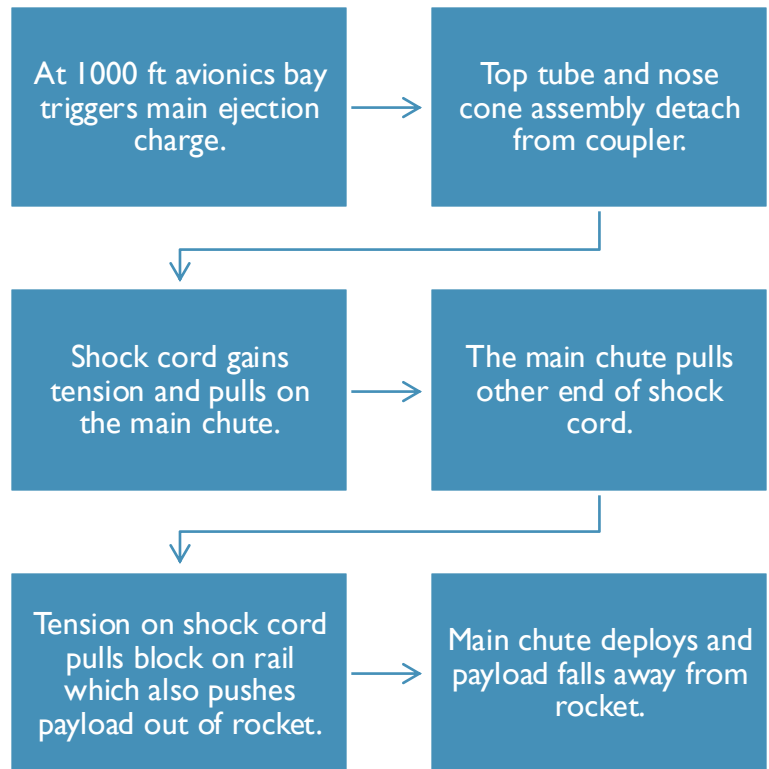 At 1000 ft avionics bay
triggers main ejection
charge.
Top tube and nose
cone assembly detach
from coupler.
Shock cord gains
tension and pulls on
the main chute.
The main chute pulls
other end of shock
cord.
Tension on shock cord
pulls block on rail
which also pushes
payload out of rocket.
Main chute deploys and
payload falls away from
rocket.